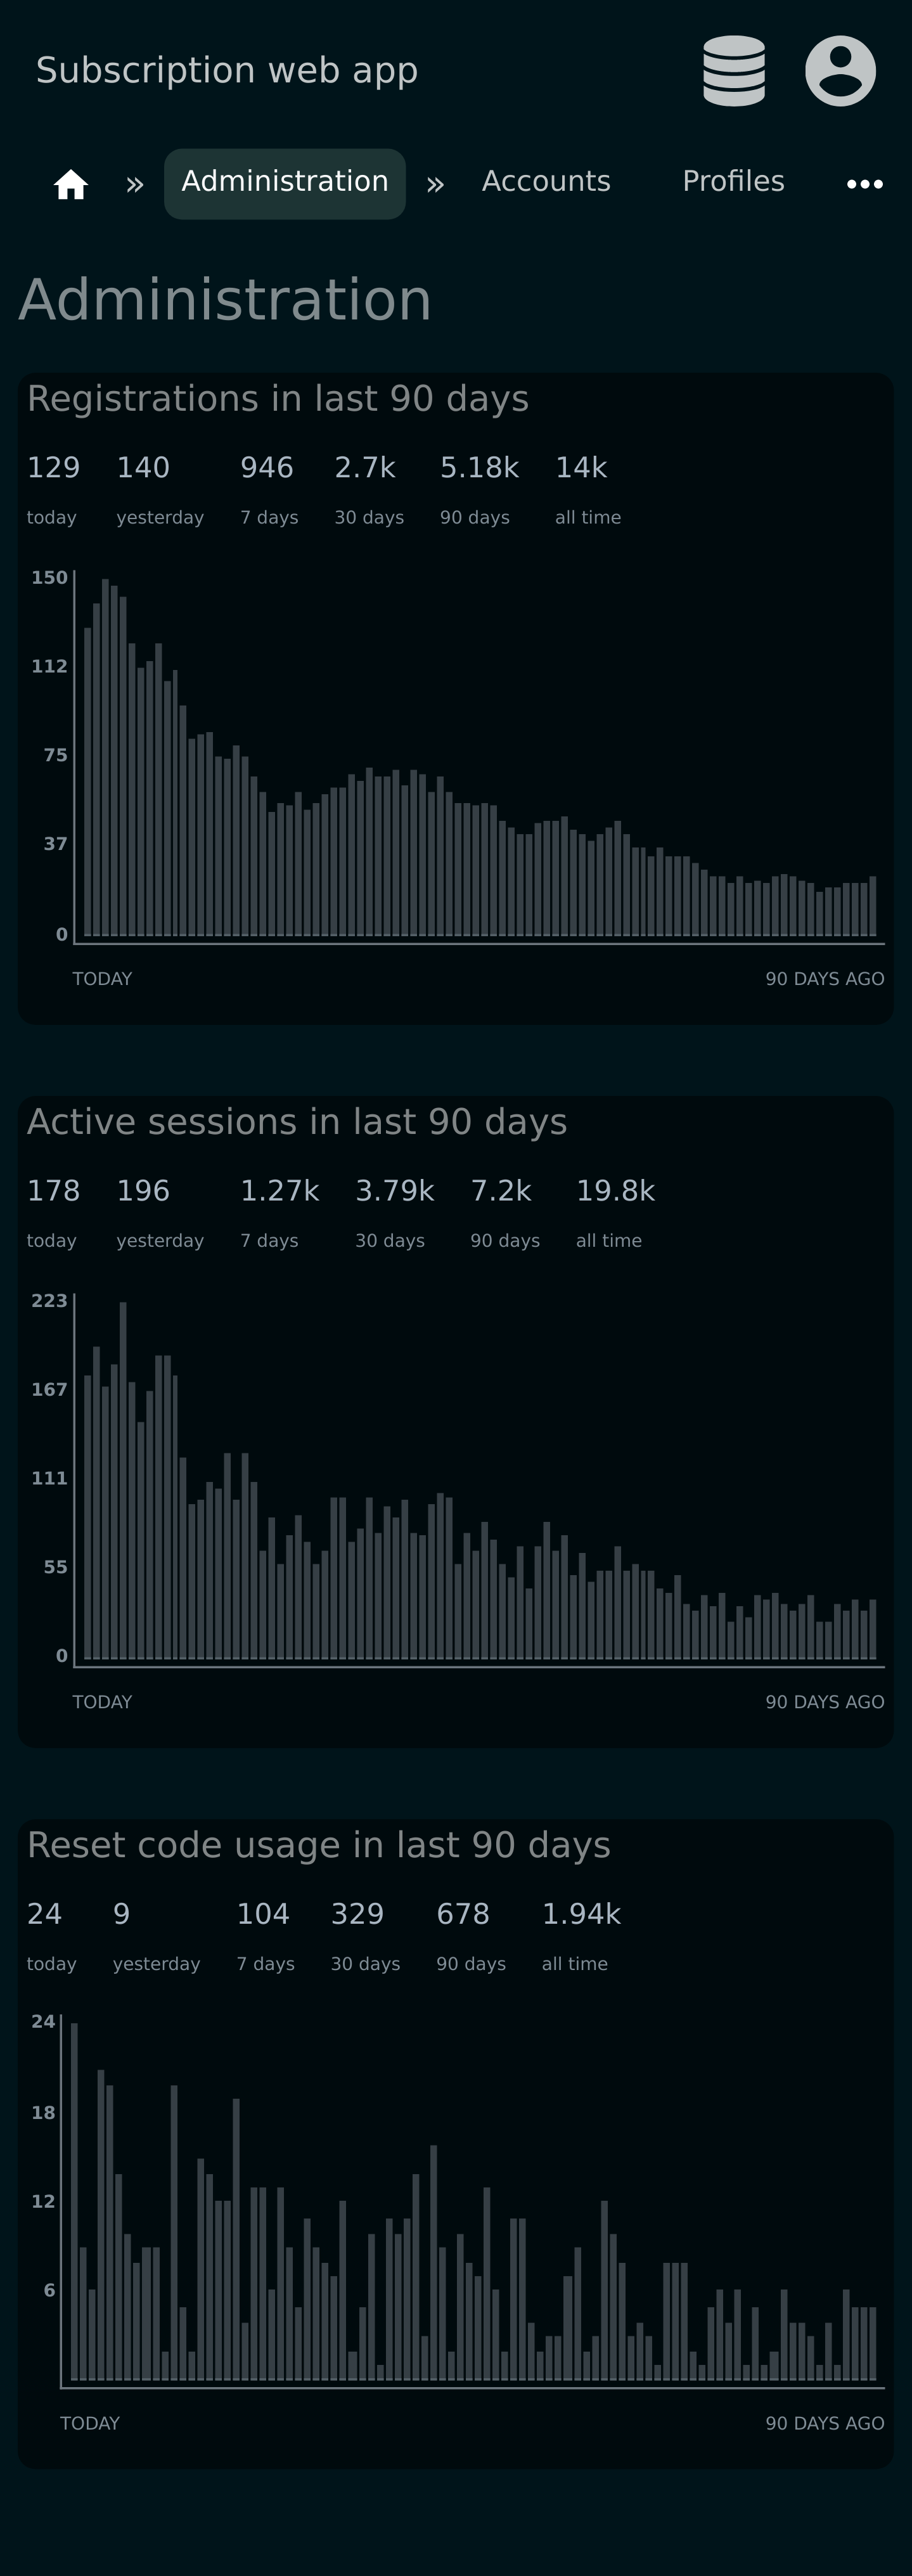 Subscription web app
» Administration » Accounts Profiles
Administration
Registrations in last 90 days
129 140 946 2.7k 5.18k 14k
today yesterday 7 days 30 days 90 days all time
150
112
75
37
0
TODAY 90 DAYS AGO
Active sessions in last 90 days
178 196 1.27k 3.79k 7.2k 19.8k
today yesterday 7 days 30 days 90 days all time
223
167
111
55
0
TODAY 90 DAYS AGO
Reset code usage in last 90 days
24 9 104 329 678 1.94k
today yesterday 7 days 30 days 90 days all time
24
18
12
6
TODAY 90 DAYS AGO